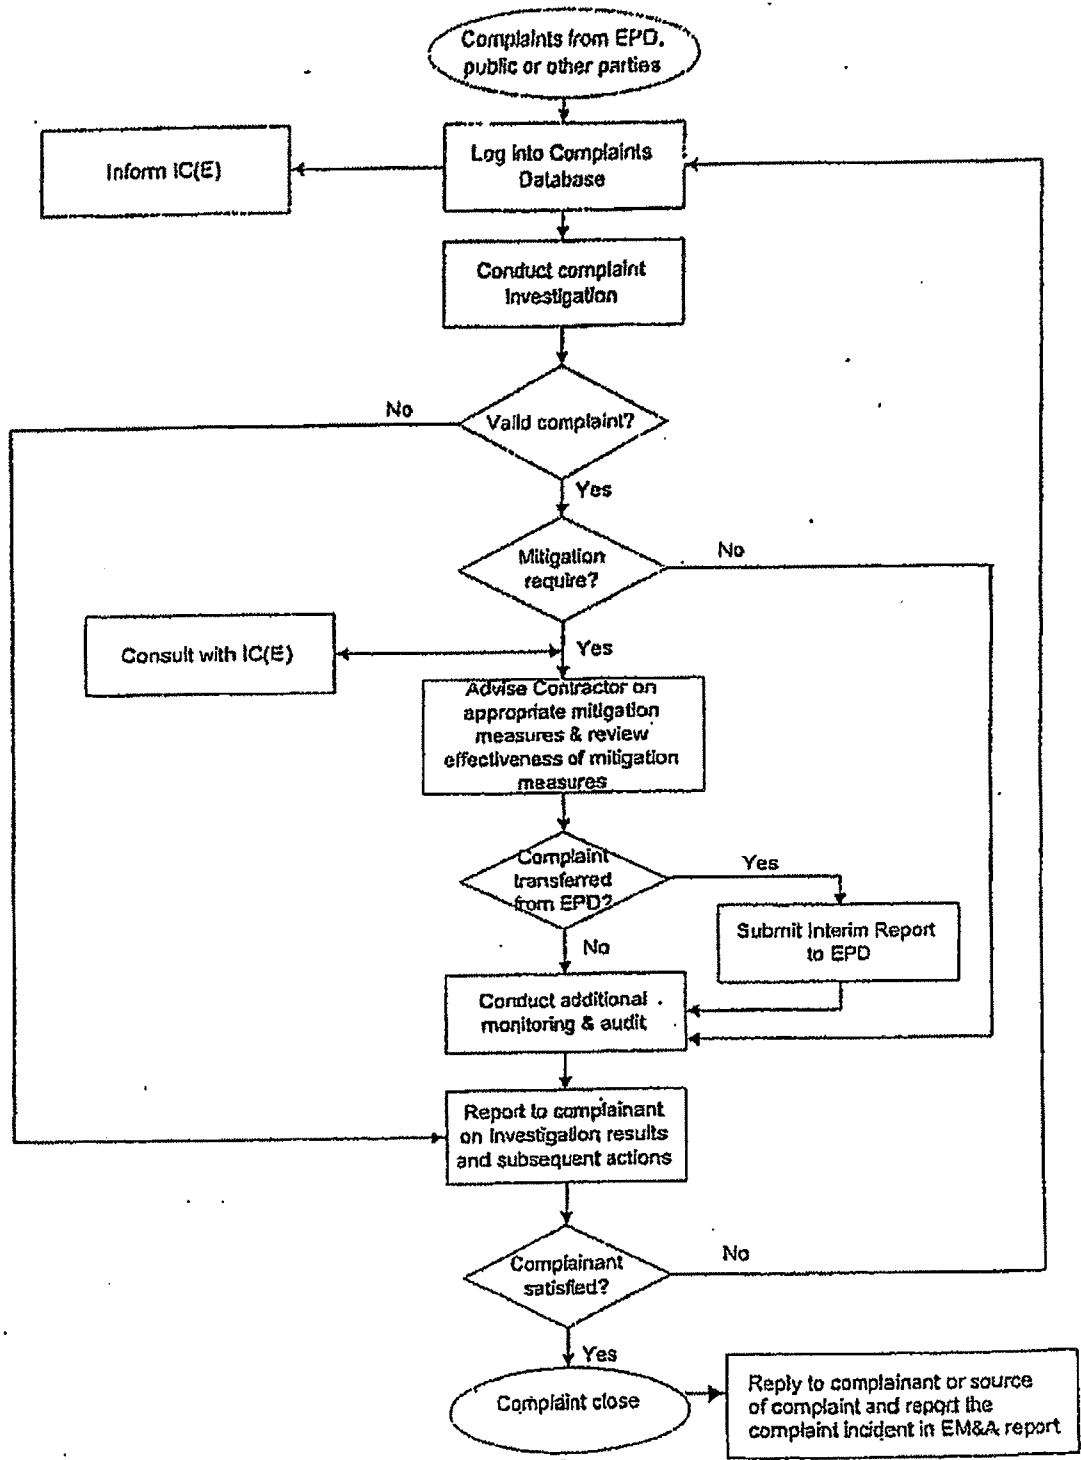 Complaints from EPD,
public or other parties
Inform IC(E)
Log into Complaints
Database
Conduct complaint
Investigation
No
Valid complaint?
Yes
Mitigation
require?
No
Consult with IC(E)
Yes
Advise Contractor on
appropriate mitigation
measures & review
effectiveness of mitigation
measures
Complaint
transferred
from EPD?
Yes
No
Submit Interim Report
to EPD
Conduct additional
monitoring & audit
Report to complainant
on Investigation results
and subsequent actions
Complainant
satisfied?
No
Yes
Complaint close
Reply to complainant or source
of complaint and report the
complaint incident in EM&A report